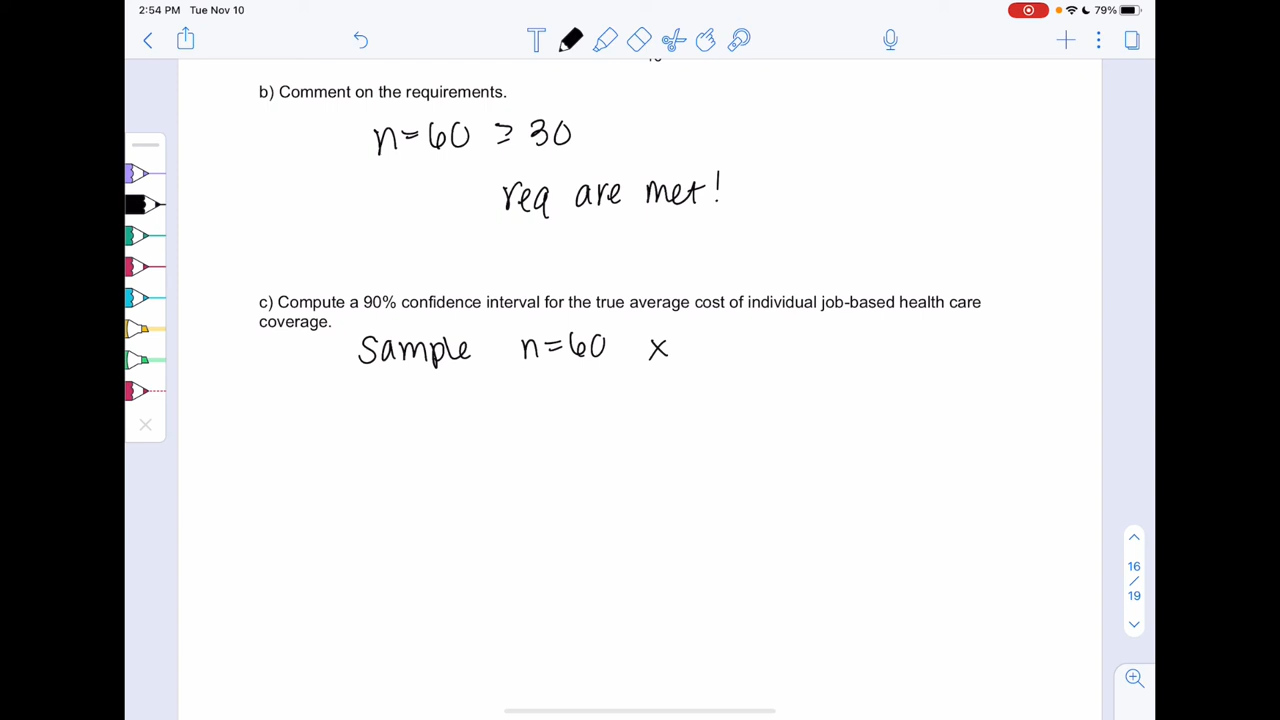 2:54 PM Tue Nov 10 79%
b) Comment on the requirements.
n=60 ≥ 30
req are met!
c) Compute a 90% confidence interval for the true average cost of individual job-based health care
coverage.
Sample n=60 x
16
/
19